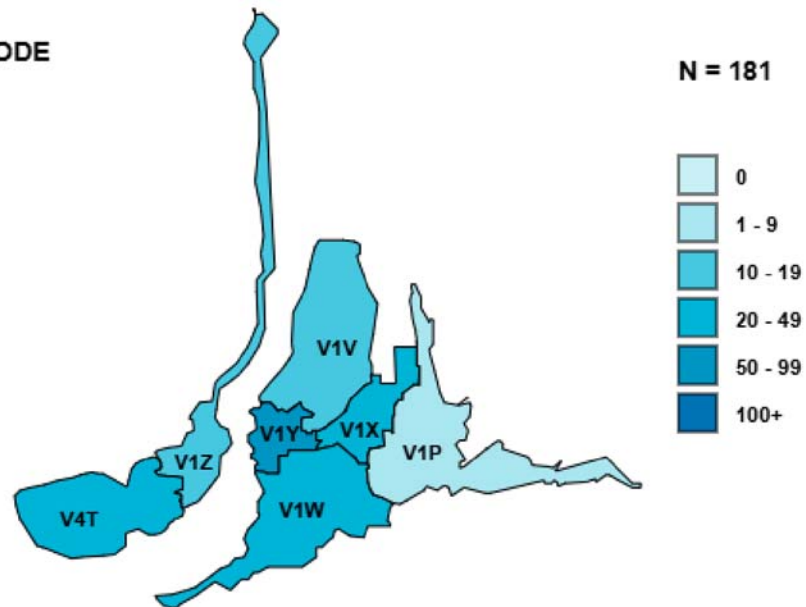 ODE
N = 181
0
1 - 9
10 - 19
20 - 49
50 - 99
100+
V1V
V1Y
V1X
V1P
V1Z
V4T
V1W